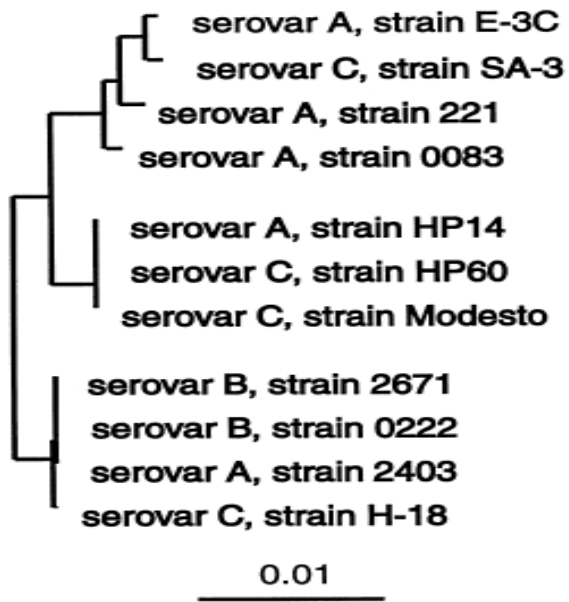 serovar A, strain E-3C
serovar C, strain SA-3
serovar A, strain 221
serovar A, strain 0083
serovar A, strain HP14
serovar C, strain HP60
serovar C, strain Modesto
serovar B, strain 2671
serovar B, strain 0222
serovar A, strain 2403
serovar C, strain H-18
0.01